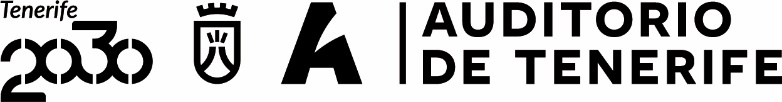 Tenerife
2030
AUDITORIO
DE TENERIFE